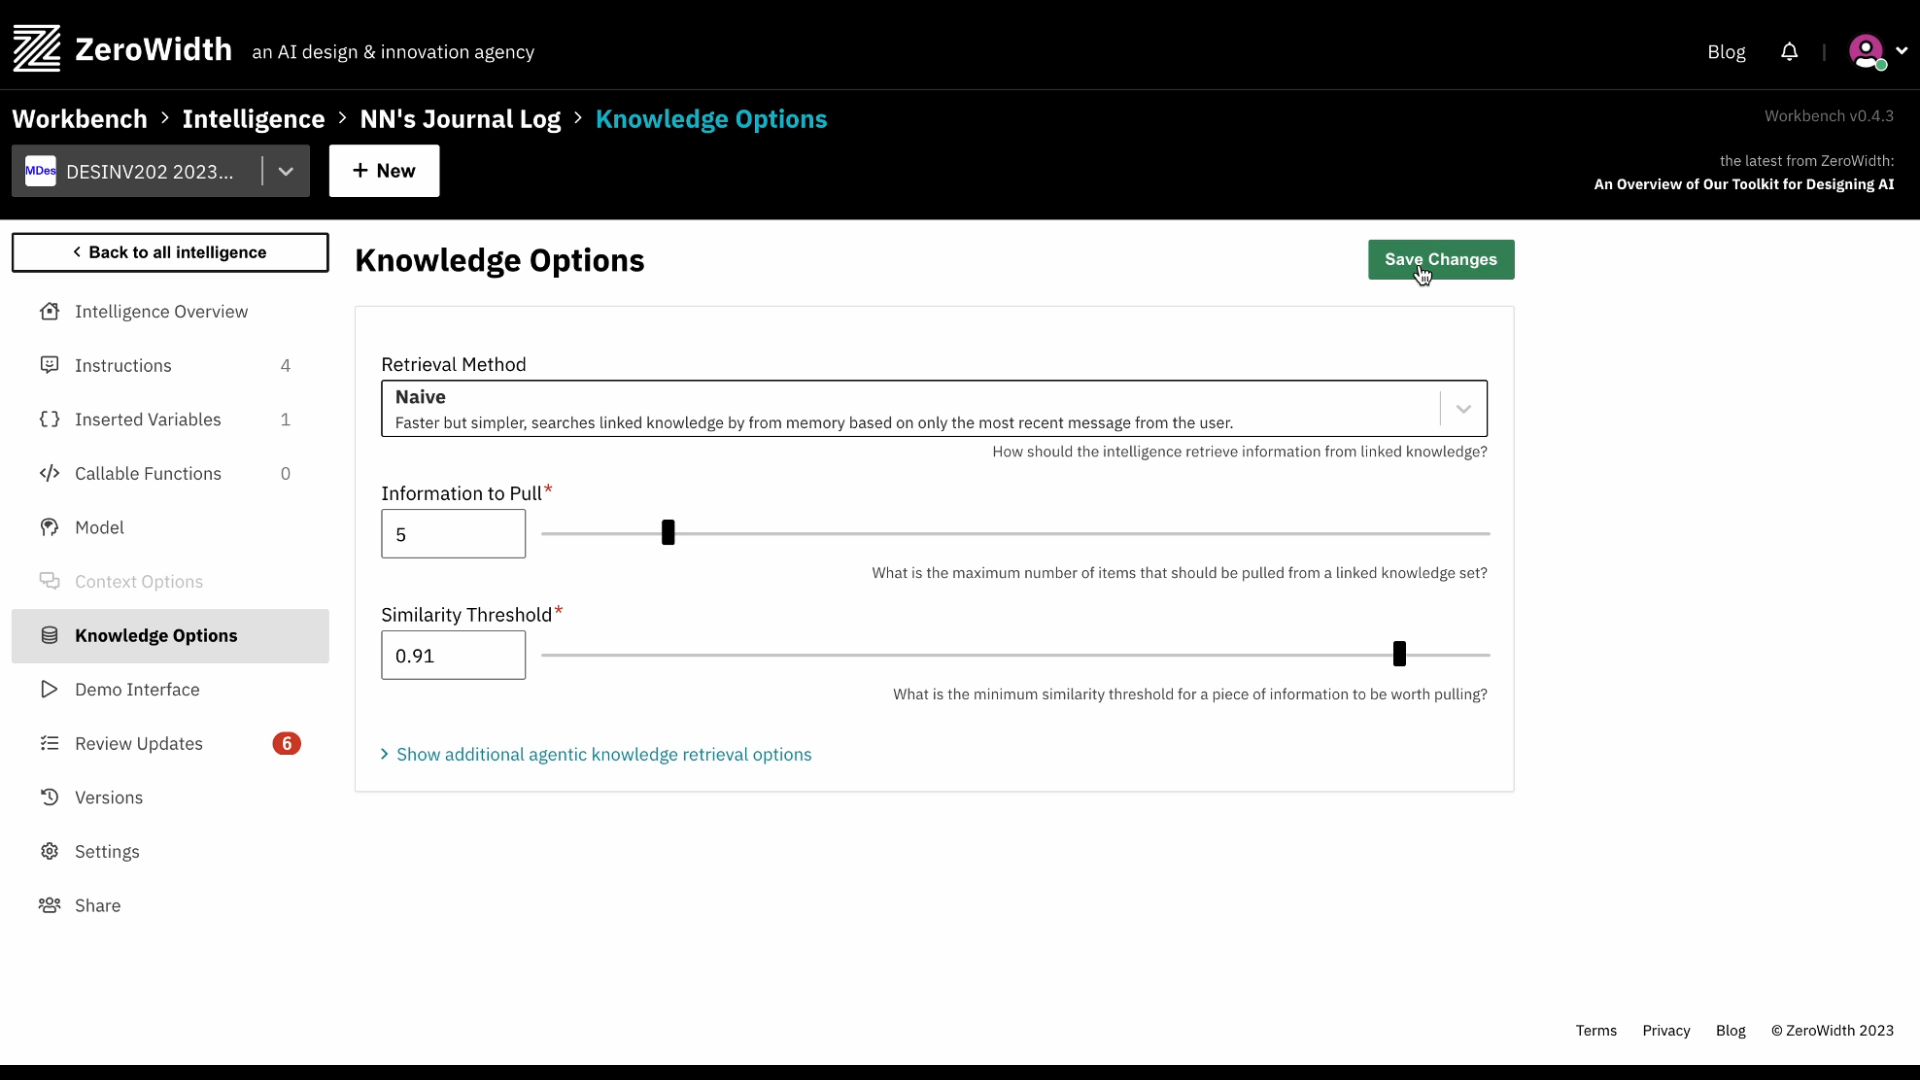 ZeroWidth an AI design & innovation agency
Blog
Workbench > Intelligence > NN's Journal Log > Knowledge Options
Workbench v0.4.3
MDes DESINV202 2023...
+ New
the latest from ZeroWidth:
An Overview of Our Toolkit for Designing AI
< Back to all intelligence
Intelligence Overview
Instructions 4
Inserted Variables 1
Callable Functions 0
Model
Context Options
Knowledge Options
Demo Interface
Review Updates 6
Versions
Settings
Share
Knowledge Options
Save Changes
Retrieval Method
Naive
Faster but simpler, searches linked knowledge by from memory based on only the most recent message from the user.
How should the intelligence retrieve information from linked knowledge?
Information to Pull*
5
What is the maximum number of items that should be pulled from a linked knowledge set?
Similarity Threshold*
0.91
What is the minimum similarity threshold for a piece of information to be worth pulling?
> Show additional agentic knowledge retrieval options
Terms Privacy Blog © ZeroWidth 2023